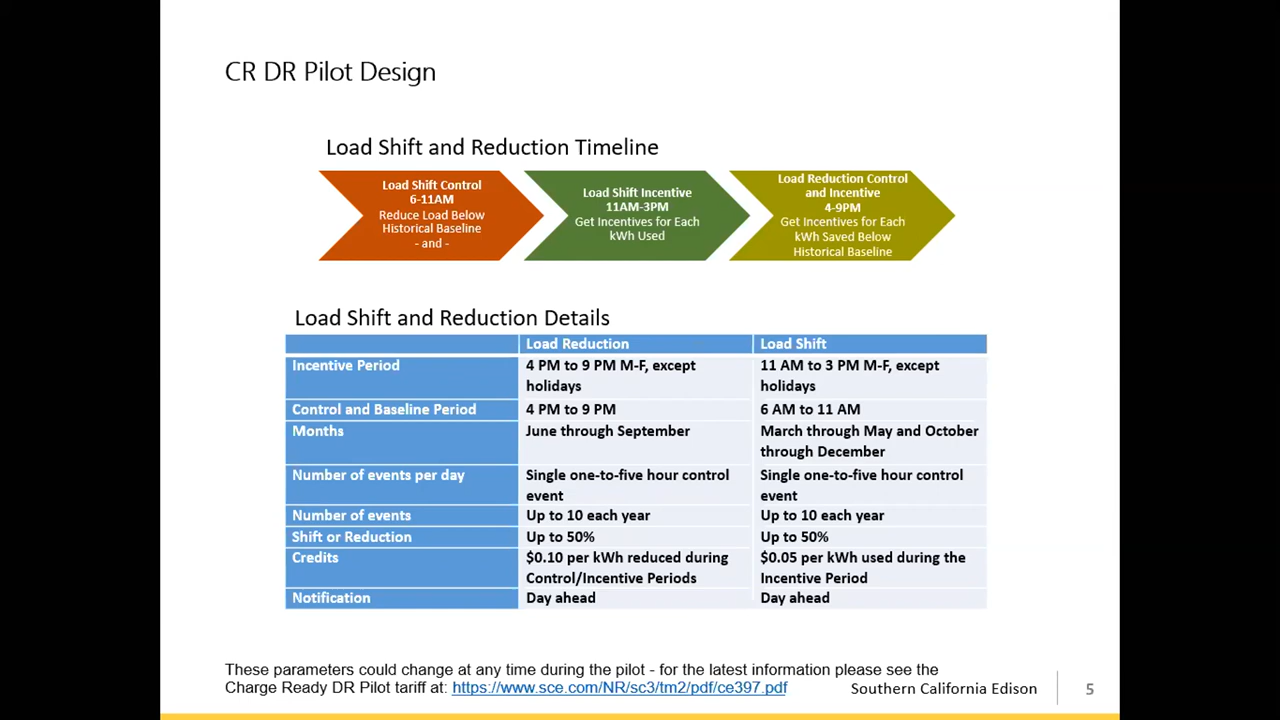 CR DR Pilot Design
Load Shift and Reduction Timeline
Load Shift Control
6-11AM
Reduce Load Below
Historical Baseline
- and -
Load Shift Incentive
11AM-3PM
Get Incentives for Each
kWh Used
Load Reduction Control
and Incentive
4-9PM
Get Incentives for Each
kWh Saved Below
Historical Baseline
Load Shift and Reduction Details
Load Reduction
Load Shift
Incentive Period
4 PM to 9 PM M-F, except
holidays
11 AM to 3 PM M-F, except
holidays
Control and Baseline Period
4 PM to 9 PM
6 AM to 11 AM
Months
June through September
March through May and October
through December
Number of events per day
Single one-to-five hour control
event
Single one-to-five hour control
event
Number of events
Up to 10 each year
Up to 10 each year
Shift or Reduction
Up to 50%
Up to 50%
Credits
$0.10 per kWh reduced during
Control/Incentive Periods
$0.05 per kWh used during the
Incentive Period
Notification
Day ahead
Day ahead
These parameters could change at any time during the pilot - for the latest information please see the
Charge Ready DR Pilot tariff at: https://www.sce.com/NR/sc3/tm2/pdf/ce397.pdf
Southern California Edison
5